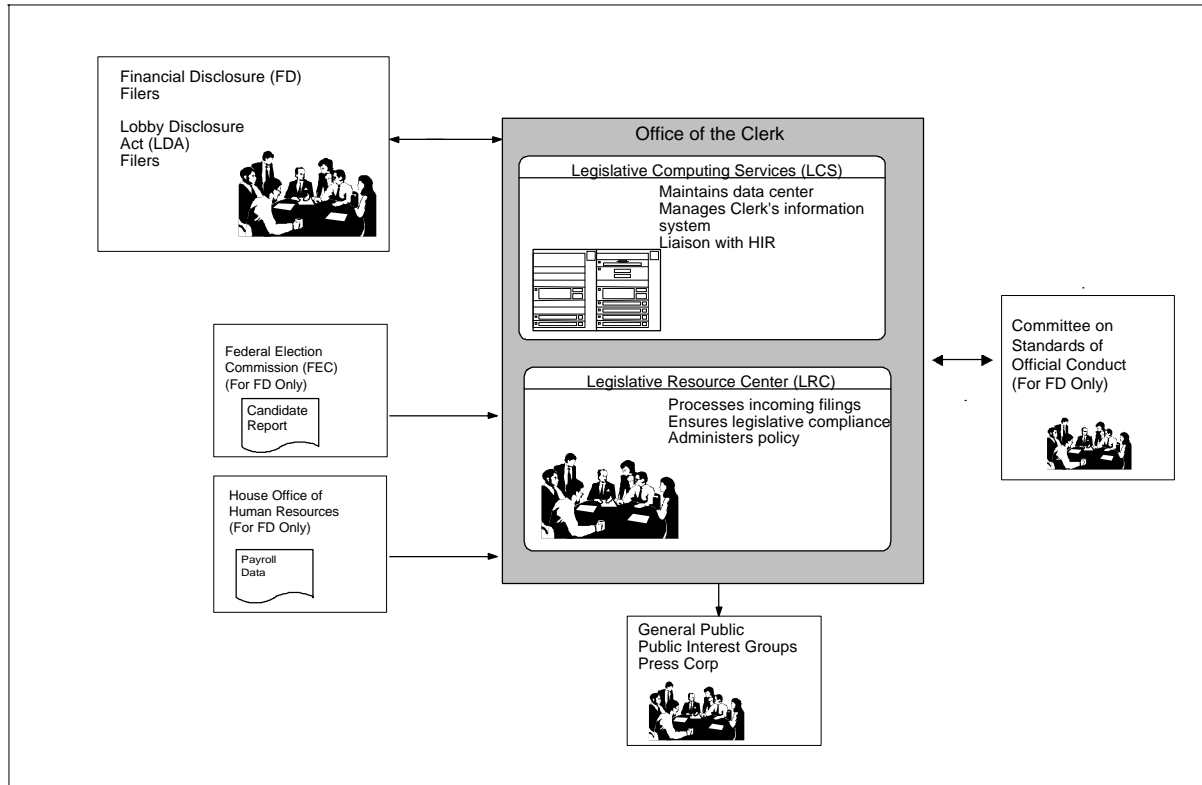 Financial Disclosure (FD)
Filers
Lobby Disclosure
Act (LDA)
Filers
Office of the Clerk
Legislative Computing Services (LCS)
Maintains data center
Manages Clerk's information
system
Liaison with HIR
Federal Election
Commission (FEC)
(For FD Only)
Candidate
Report
Legislative Resource Center (LRC)
Processes incoming filings
Ensures legislative compliance
Administers policy
Committee on
Standards of
Official Conduct
(For FD Only)
House Office of
Human Resources
(For FD Only)
Payroll
Data
General Public
Public Interest Groups
Press Corp